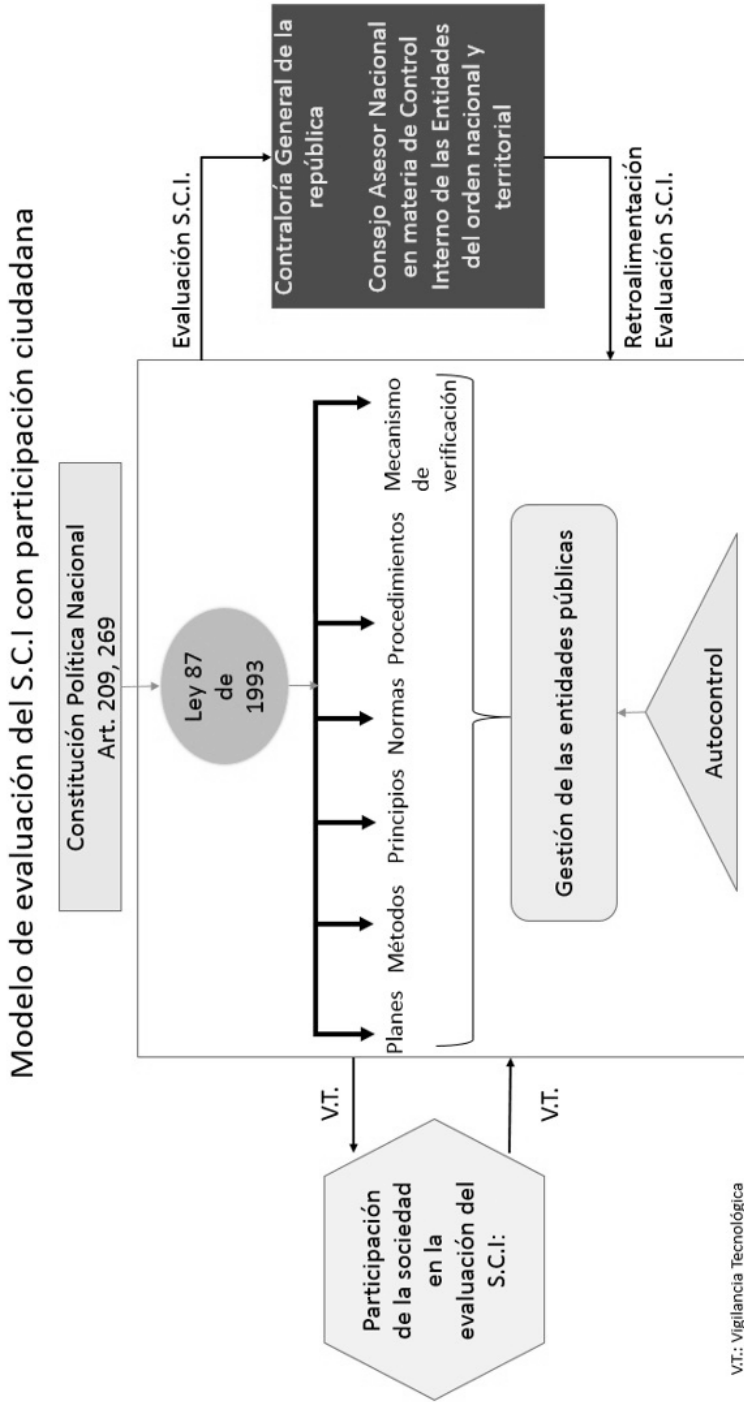 Modelo de evaluación del S.C.I con participación ciudadana
Constitución Política Nacional
Art. 209, 269
Ley 87
de
1993
Planes
Métodos
Principios
Normas
Procedimientos
Mecanismo
de
verificación
Gestión de las entidades públicas
Autocontrol
Participación
de la sociedad
en la
evaluación del
S.C.I:
V.T.
V.T.
Evaluación S.C.I.
Contraloría General de la
república
Consejo Asesor Nacional
en materia de Control
Interno de las Entidades
del orden nacional y
territorial
Retroalimentación
Evaluación S.C.I.
V.T.: Vigilancia Tecnológica